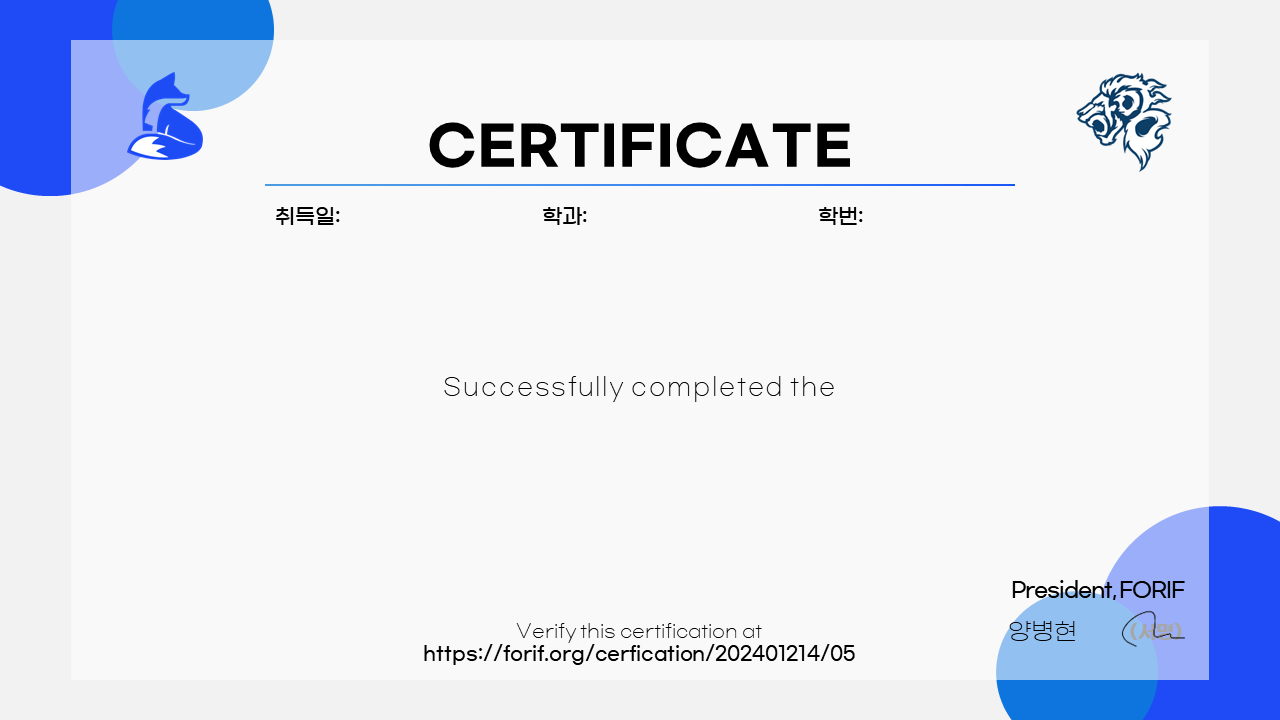 CERTIFICATE
취득일: 학과: 학번:
Successfully completed the
President, FORIF
양병현 (서명)
Verify this certification at
https://forif.org/cerfication/202401214/05